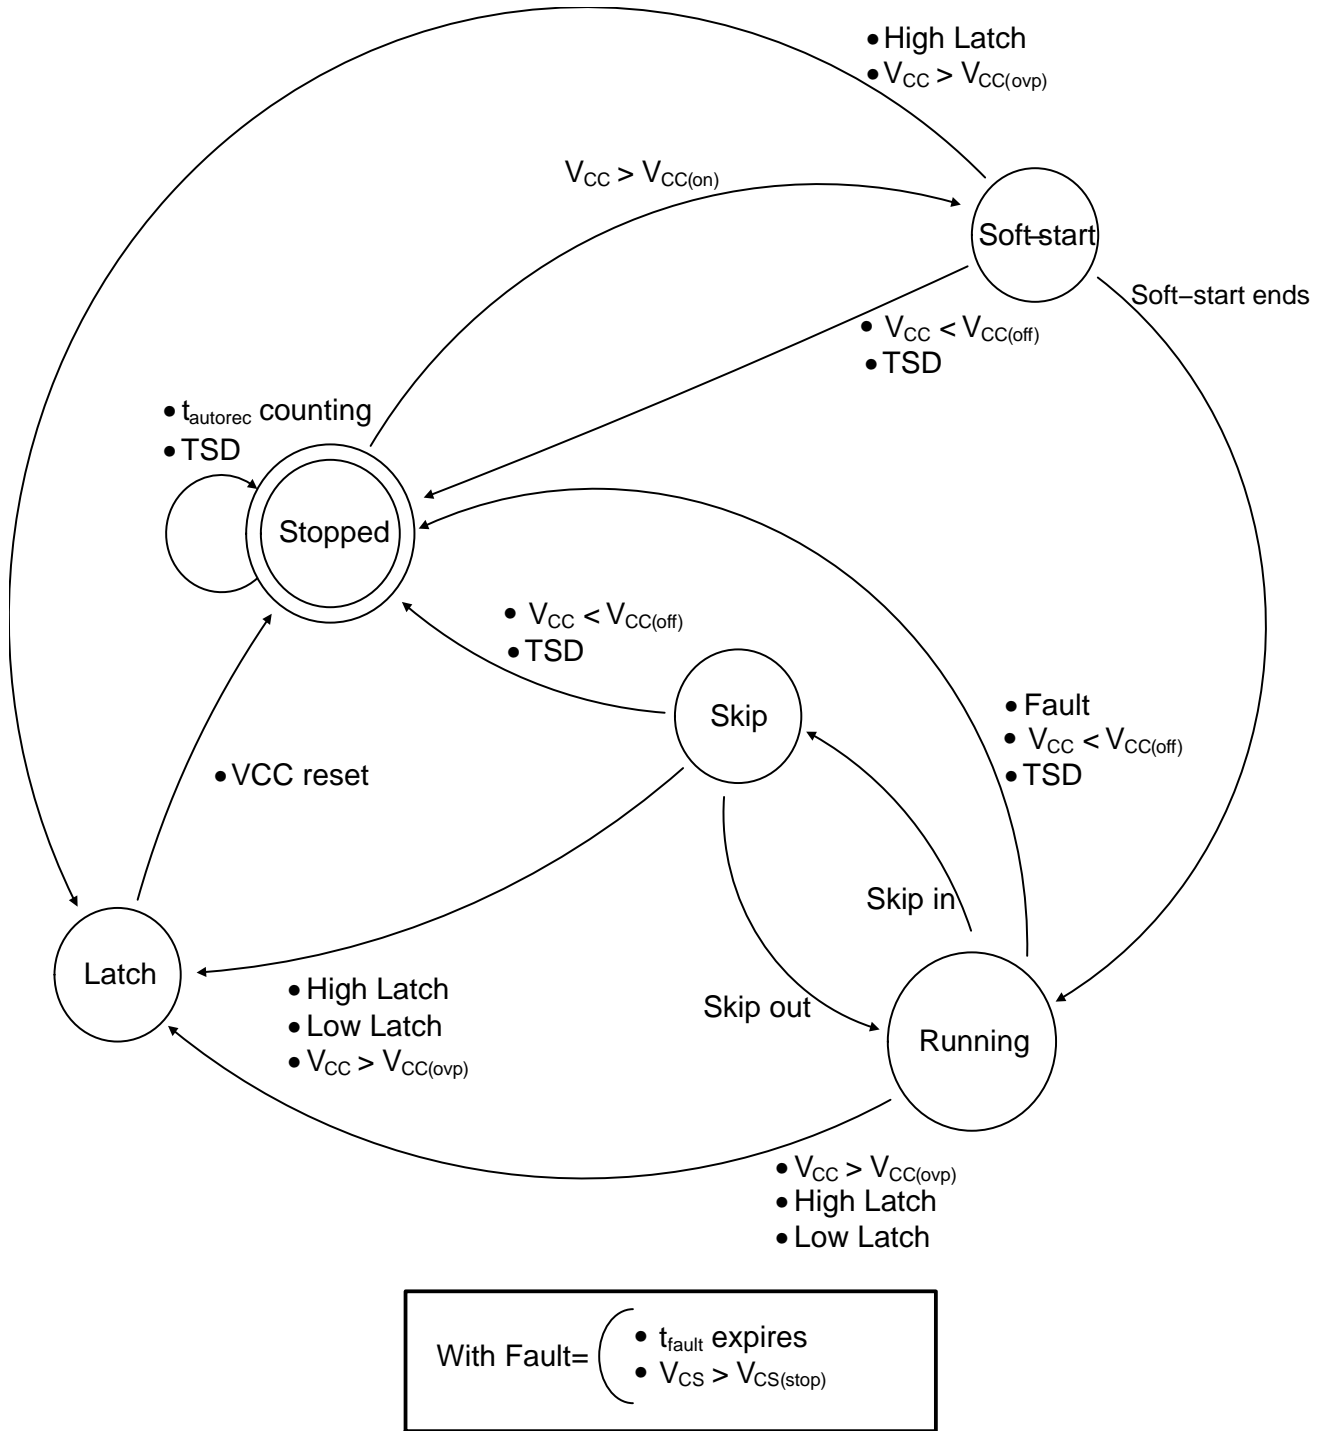 • High Latch
• VCC > VCC(ovp)
VCC > VCC(on)
Soft–start
Soft–start ends
• VCC < VCC(off)
• TSD
• tautorec counting
• TSD
Stopped
• VCC < VCC(off)
• TSD
Skip
• Fault
• VCC < VCC(off)
• TSD
• VCC reset
Skip in
Latch
• High Latch
• Low Latch
• VCC > VCC(ovp)
Skip out
Running
• VCC > VCC(ovp)
• High Latch
• Low Latch
With Fault=
• tfault expires
• VCS > VCS(stop)